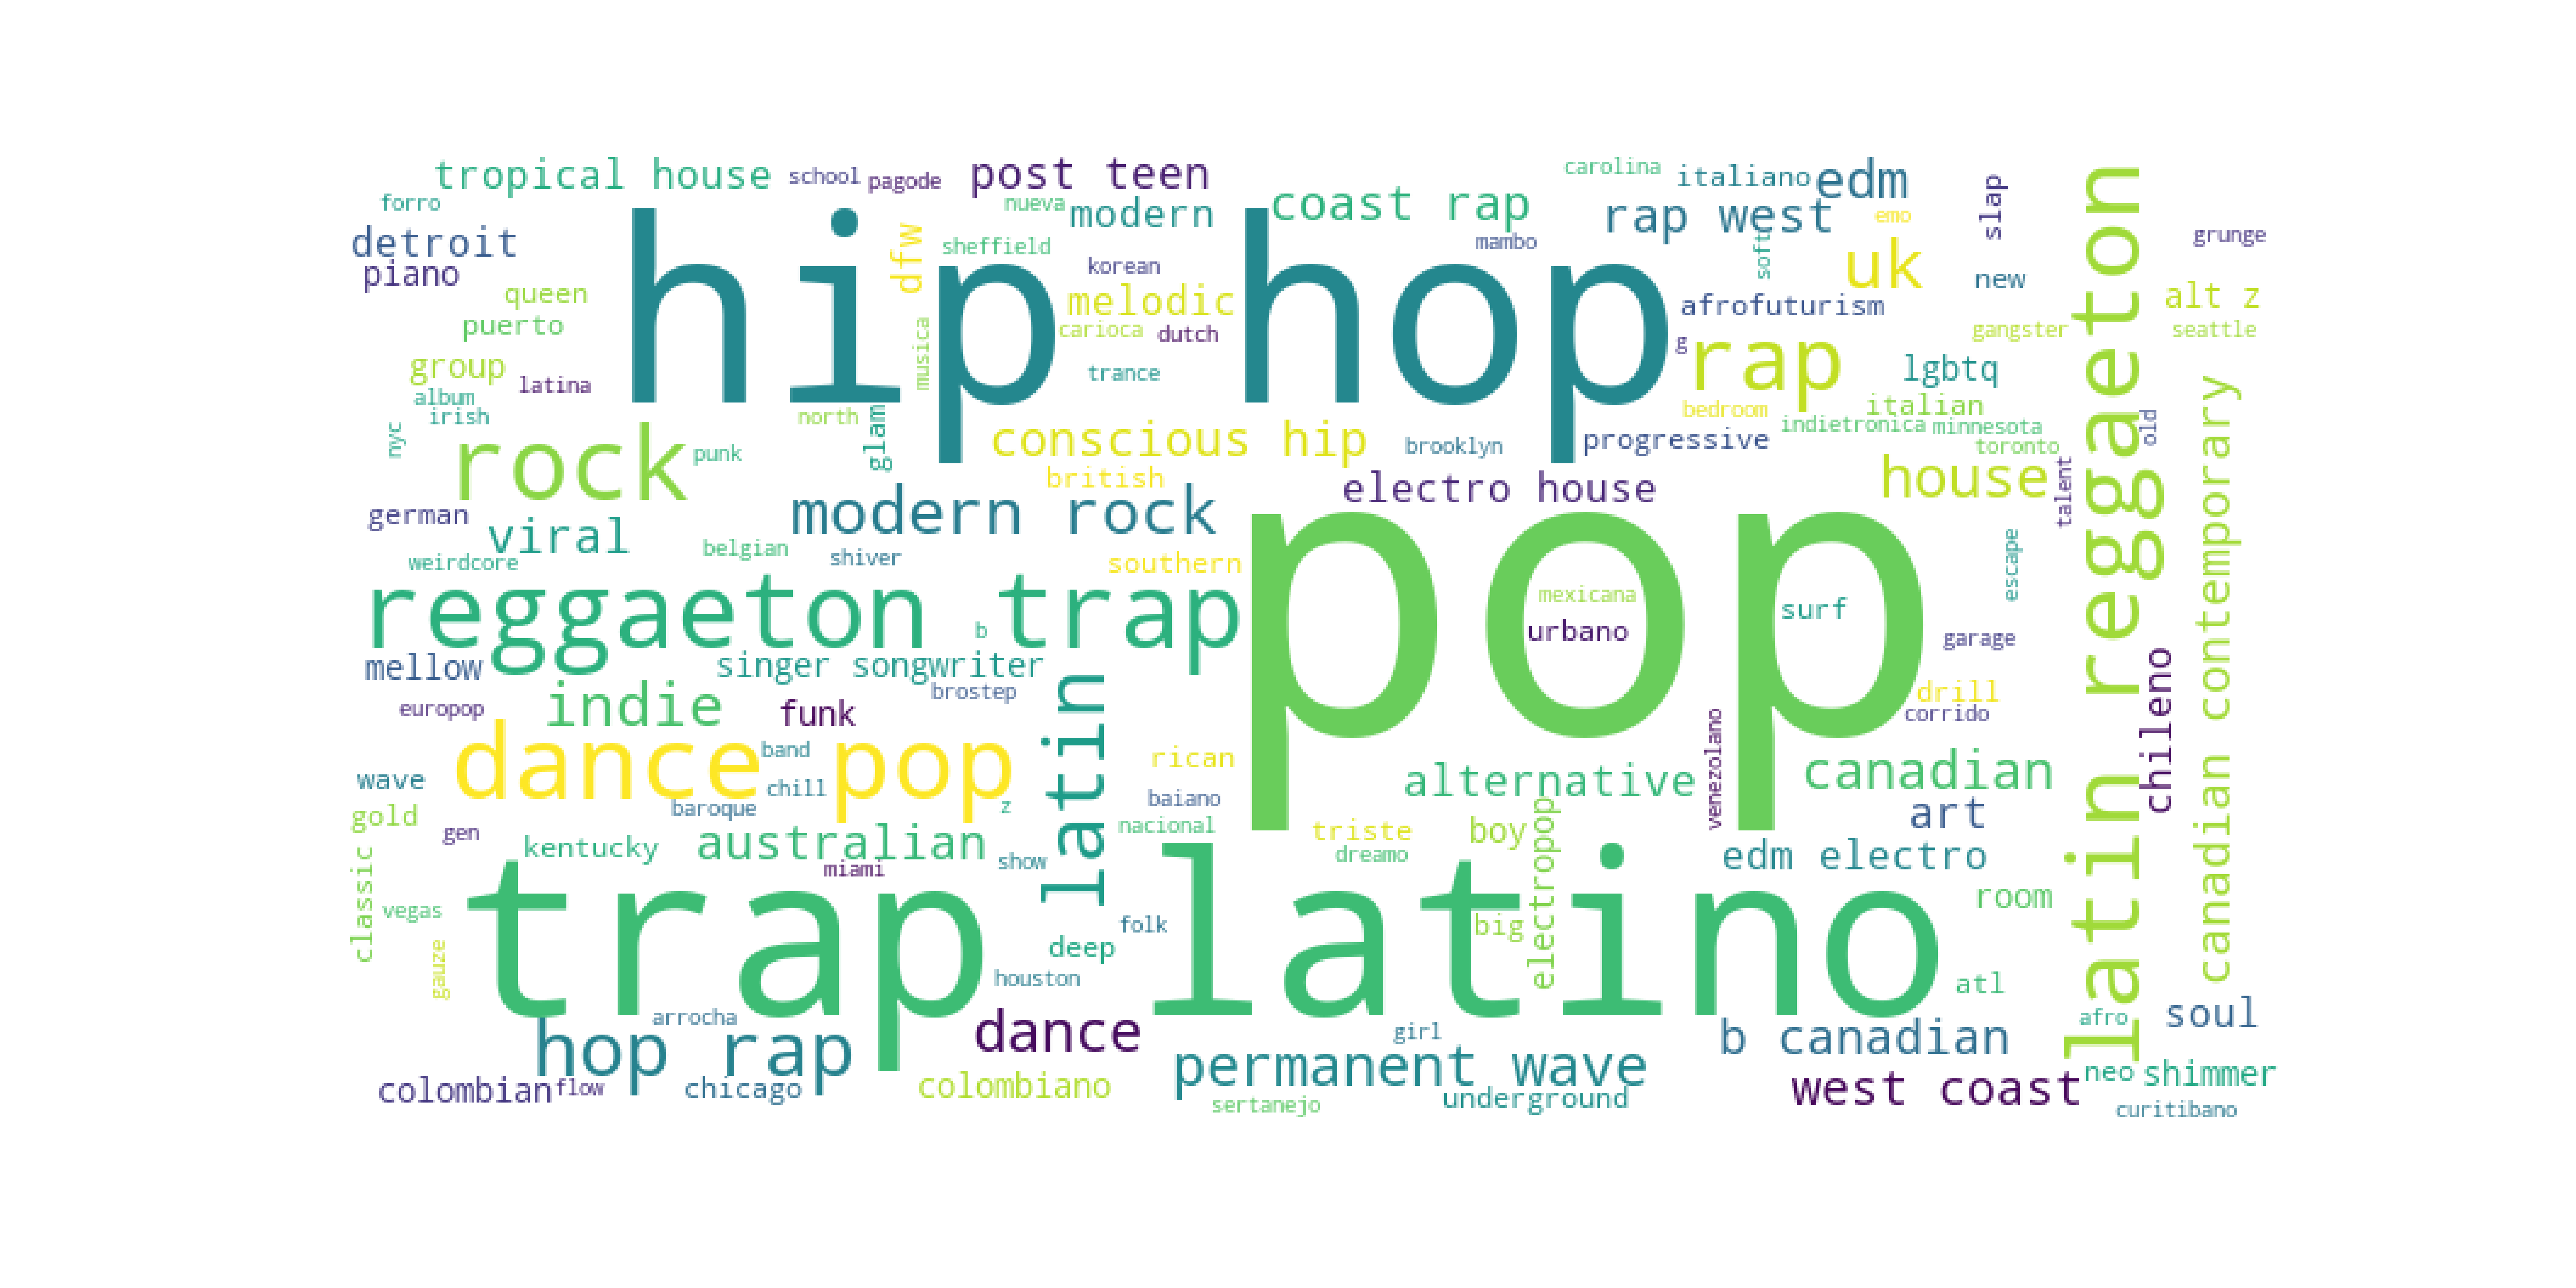 tropical house
school
pagode
post teen
carolina
italiano
edm
forro
nueva
modern
coast rap
rap west
emo
slap
grunge
detroit
dfw
sheffield
mambo
soft
uk
piano
korean
new
hip hop
queen
melodic
afrofuturism
alt z
puerto
musica
carioca
dutch
g
rap
gangster
seattle
group
latina
trance
lgbtq
album
irish
north
glam
bedroom
italian
indietronica
minnesota
old
nyc
rock
punk
conscious hip
brooklyn
progressive
toronto
british
electro house
house
talent
german
modern rock
viral
belgian
shiver
southern
weirdcore
escape
latin reggaeton
canadian contemporary
reggaeton trap
b
pop
mexicana
urbano
surf
garage
mellow
singer songwriter
brostep
chileno
europop
indie
funk
latin
drill
corrido
venezolano
dance pop
band
rican
alternative
canadian
wave
chill
z
baiano
gold
baroque
nacional
triste
boy
electropop
art
gen
kentucky
australian
miami
show
dreamo
edm electro
classic
vegas
trap latino
folk
big
room
gauze
deep
houston
atl
arrocha
hop rap
dance
girl
b canadian
afro
soul
permanent wave
colombian
flow
chicago
colombiano
sertanejo
underground
west coast
neo
shimmer
curitibano